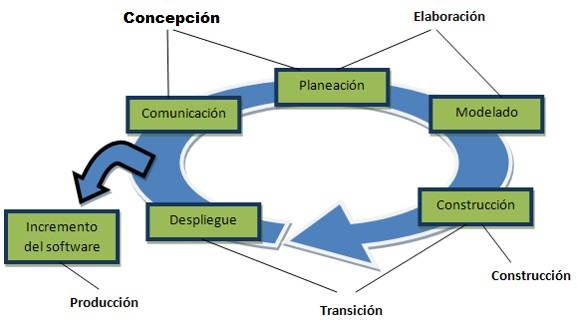 Concepción
Elaboración
Planeación
Comunicación
Modelado
Despliegue
Construcción
Incremento
del software
Construcción
Producción
Transición